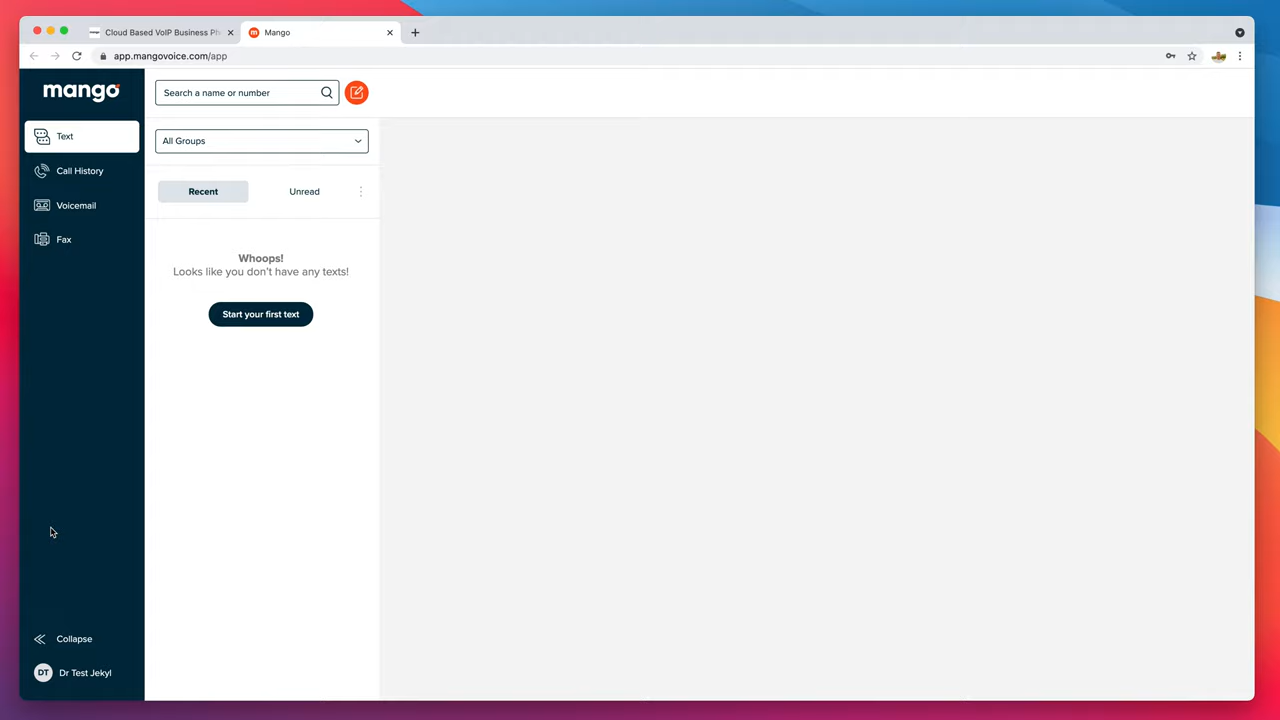 Cloud Based VoIP Business Ph
Mango
app.mangovoice.com/app
mango
Text
Call History
Voicemail
Fax
Collapse
DT
Dr Test Jekyl
Search a name or number
All Groups
Recent
Unread
Whoops!
Looks like you don't have any texts!
Start your first text